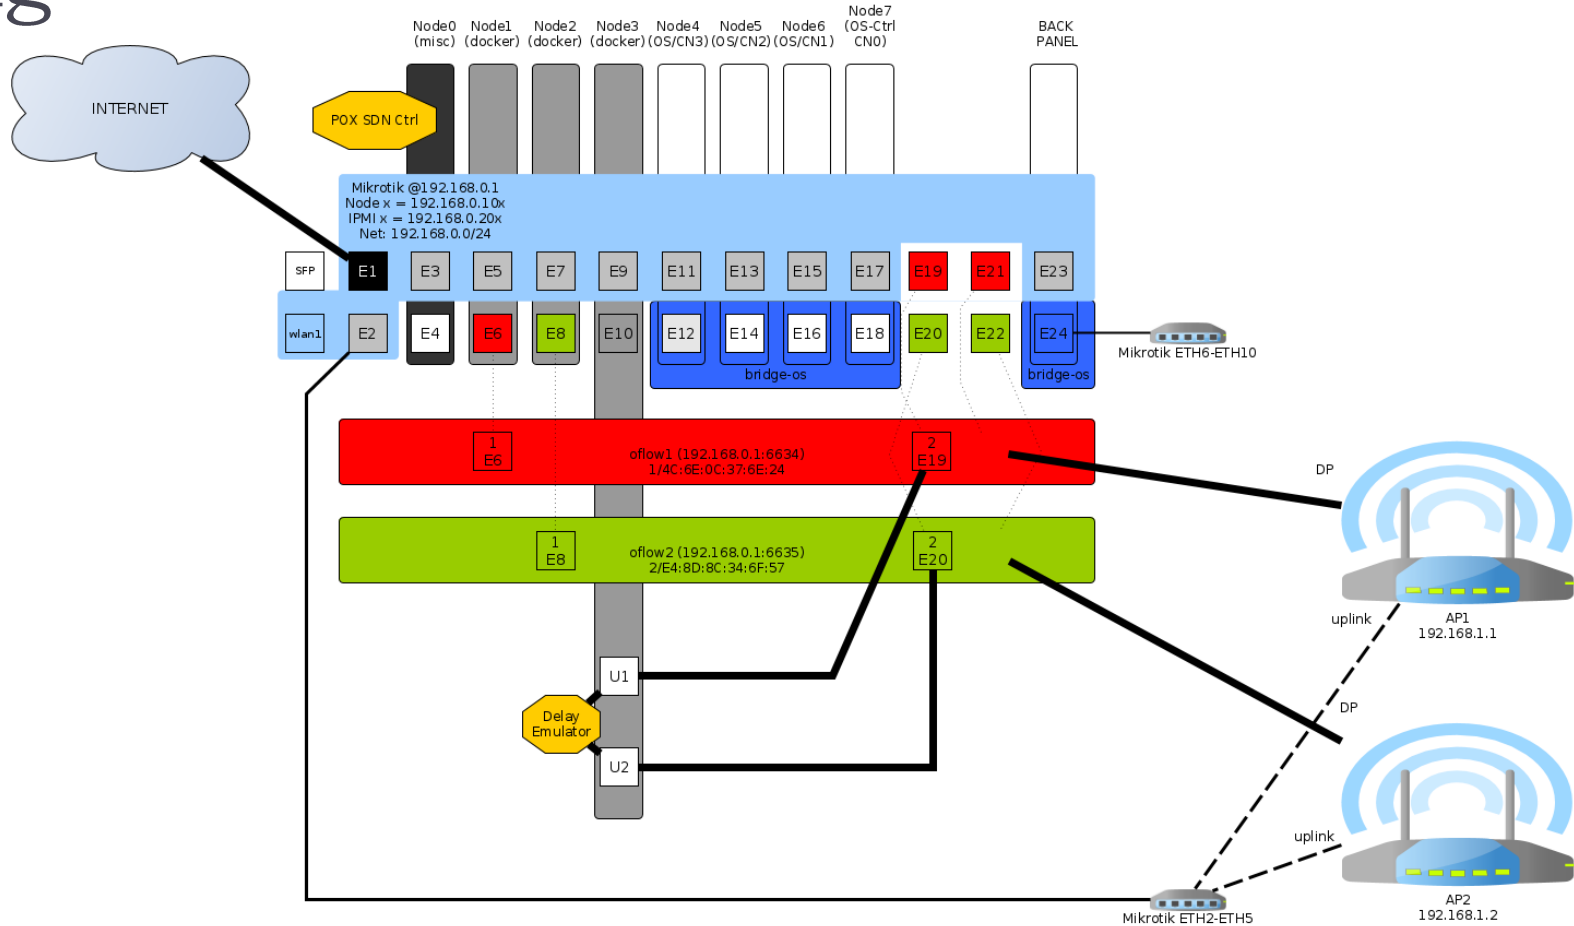 g
Node0
(misc)
Node1
(docker)
Node2
(docker)
Node3
(docker)
Node4
(OS/CN3)
Node5
(OS/CN2)
Node6
(OS/CN1)
Node7
(OS-Ctrl
CN0)
BACK
PANEL
INTERNET
POX SDN Ctrl
Mikrotik @192.168.0.1
Node x = 192.168.0.10x
IPMI x = 192.168.0.20x
Net: 192.168.0.0/24
SFP
E1
E3
E5
E7
E9
E11
E13
E15
E17
E19
E21
E23
wlan1
E2
E4
E6
E8
E10
E12
E14
E16
E18
E20
E22
E24
Mikrotik ETH6-ETH10
bridge-os
bridge-os
1
E6
oflow1 (192.168.0.1:6634)
1/4C:6E:0C:37:6E:24
2
E19
DP
1
E8
oflow2 (192.168.0.1:6635)
2/E4:8D:8C:34:6F:57
2
E20
uplink
AP1
192.168.1.1
U1
Delay
Emulator
U2
DP
uplink
AP2
192.168.1.2
Mikrotik ETH2-ETH5